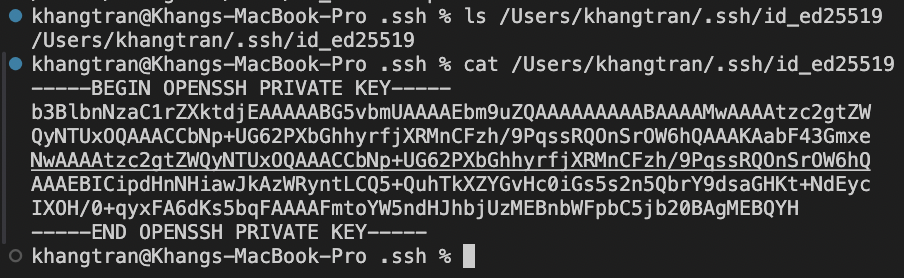 khangtran@Khangs-MacBook-Pro .ssh % ls /Users/khangtran/.ssh/id_ed25519
/Users/khangtran/.ssh/id_ed25519
khangtran@Khangs-MacBook-Pro .ssh % cat /Users/khangtran/.ssh/id_ed25519
-----BEGIN OPENSSH PRIVATE KEY-----
b3BlbnNzaC1rZXktdjEAAAAABG5vbmUAAAAEbm9uZQAAAAAAAAABAAAAMwAAAAtzc2gtZW
QyNTUxOQAAACCbNp+UG62PXbGhhyrfjXRMnCFzh/9PqssRQOnSrOW6hQAAAKAabF43Gmxe
NwAAAAtzc2gtZWQyNTUxOQAAACCbNp+UG62PXbGhhyrfjXRMnCFzh/9PqssRQOnSrOW6hQ
AAAEBICipdHnNHiawJkAzWRyntLCQ5+QuhTkXZYGvHc0iGs5s2n5QbrY9dsaGHKt+NdEyc
IXOH/0+qyxFA6dKs5bqFAAAAFmtoYW5ndHJhbjUzMEBnbWFpbC5jb20BAgMEBQYH
-----END OPENSSH PRIVATE KEY-----
khangtran@Khangs-MacBook-Pro .ssh %